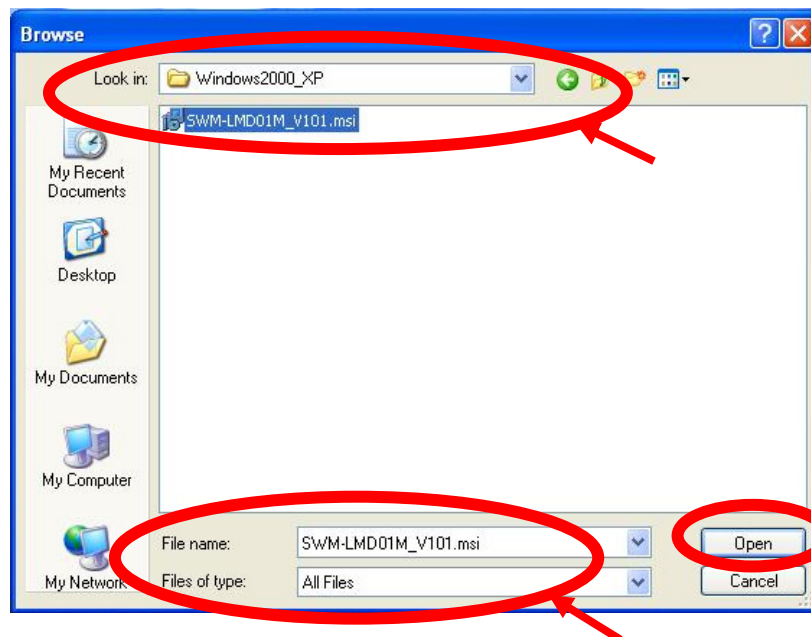 Browse
Look in: Windows2000_XP
SWM-LMD01M_V101.msi
My Recent
Documents
Desktop
My Documents
My Computer
My Network
File name: SWM-LMD01M_V101.msi Open
Files of type: All Files Cancel